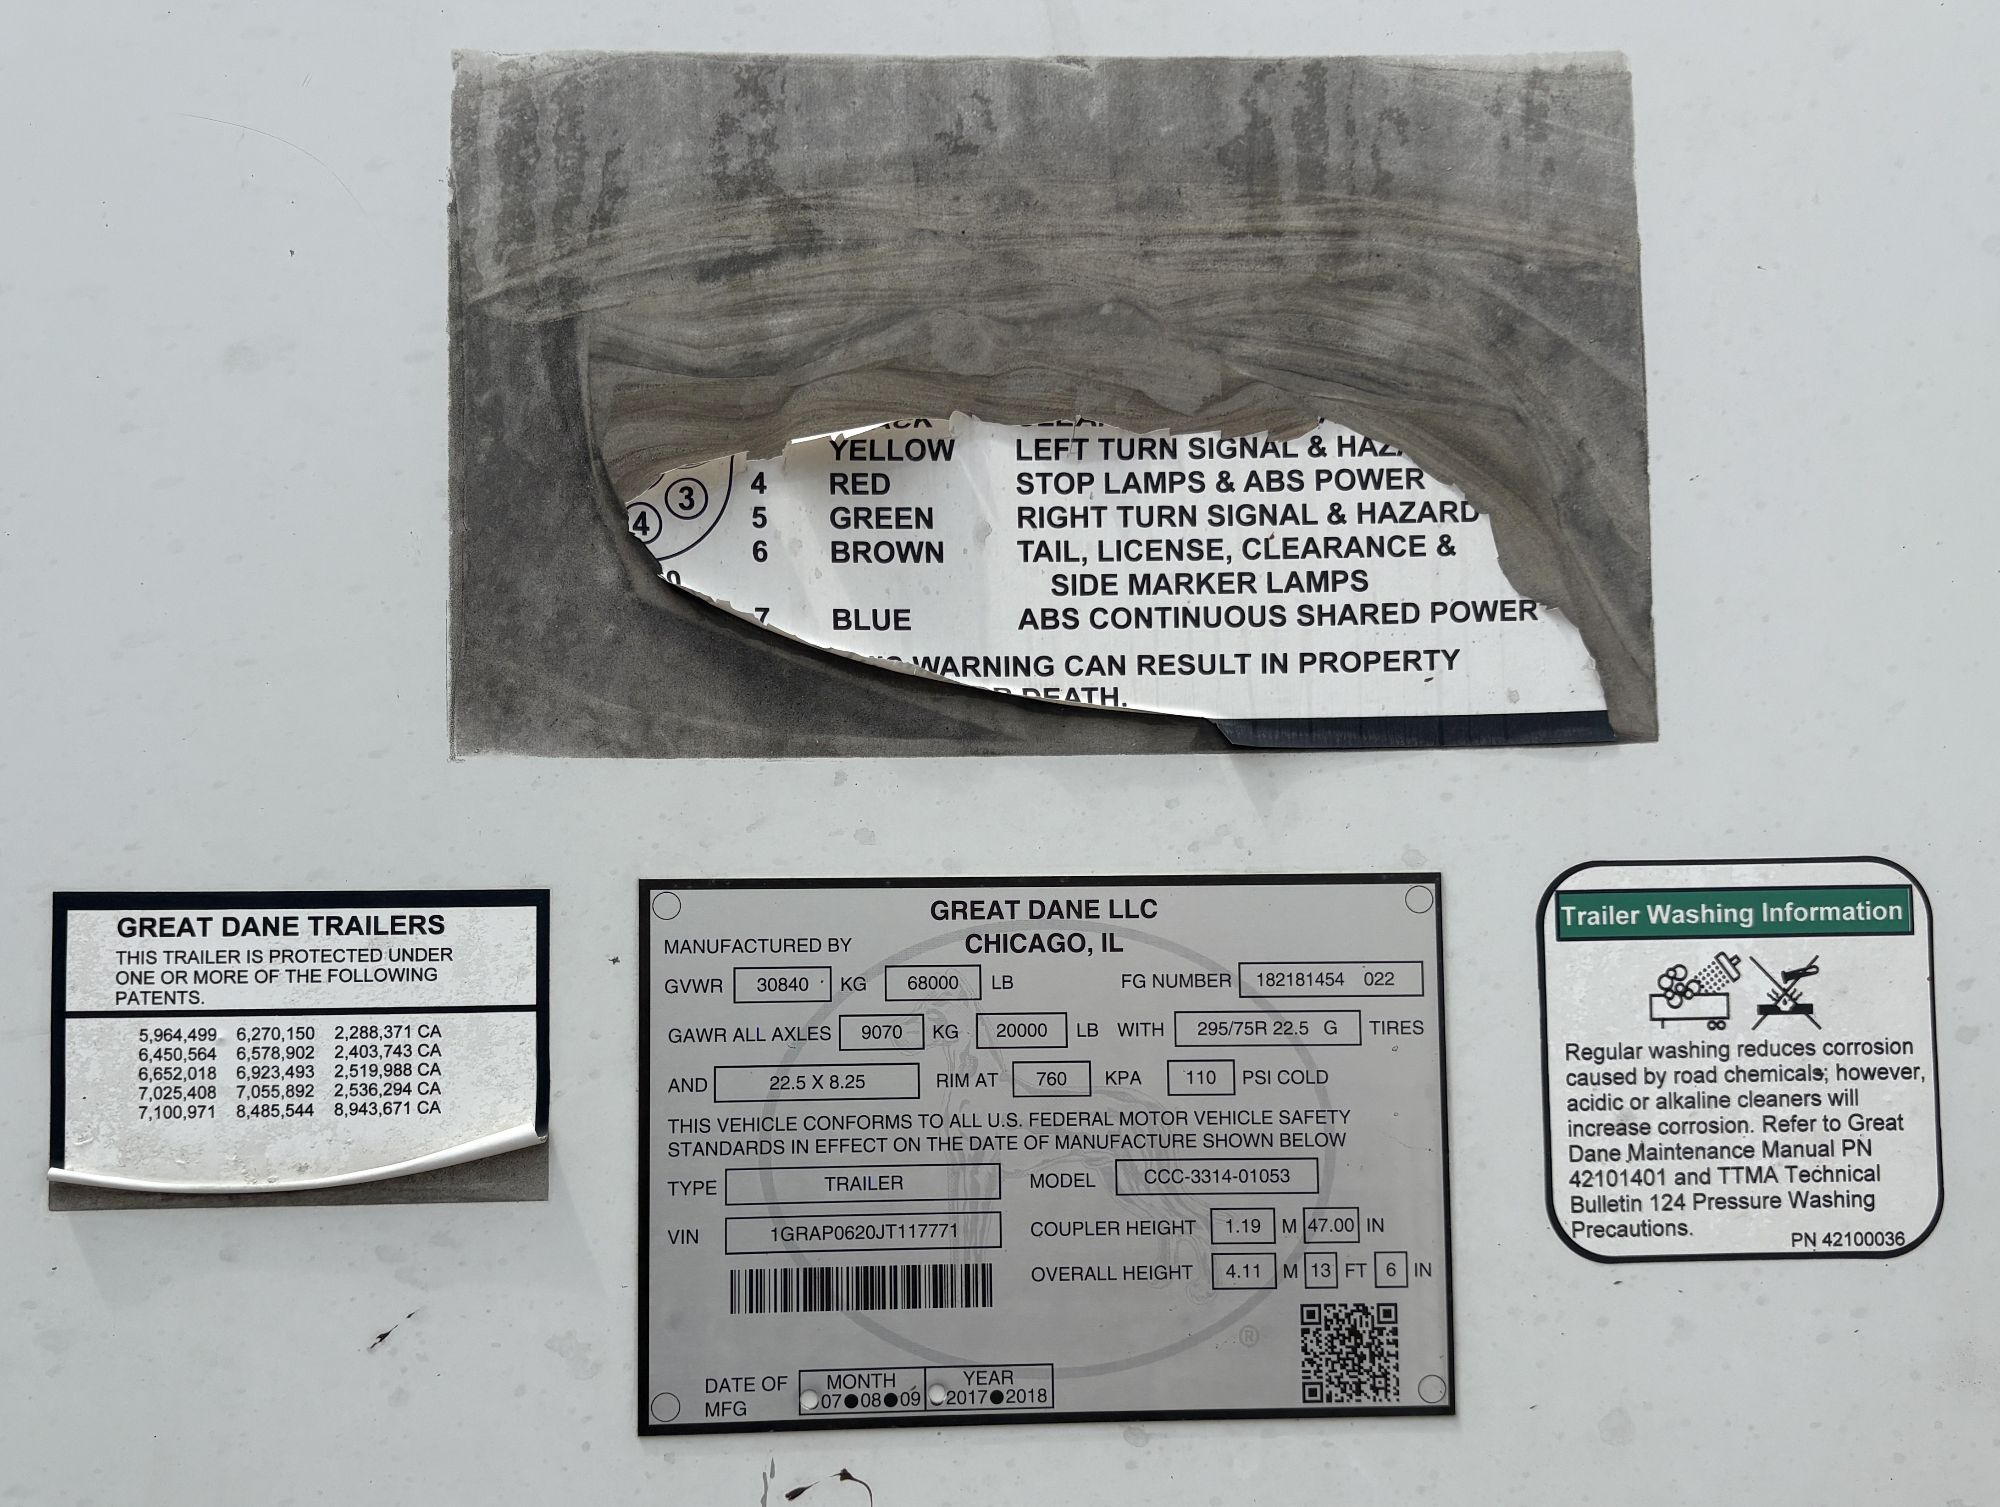 YELLOW LEFT TURN SIGNAL &
4 RED STOP LAMPS & ABS POWER
3
5 GREEN RIGHT TURN SIGNAL & HAZARD
4
6 BROWN TAIL, LICENSE, CLEARANCE &
SIDE MARKER LAMPS
7 BLUE ABS CONTINUOUS SHARED POWER
WARNING CAN RESULT IN PROPERTY
DEATH.
GREAT DANE TRAILERS
THIS TRAILER IS PROTECTED UNDER
ONE OR MORE OF THE FOLLOWING
PATENTS.
5,964,499 6,270,150 2,288,371 CA
6,450,564 6,578,902 2,403,743 CA
6,652,018 6,923,493 2,519,988 CA
7,025,408 7,055,892 2,536,294 CA
7,100,971 8,485,544 8,943,671 CA
GREAT DANE LLC
MANUFACTURED BY CHICAGO, IL
GVWR 30840 KG 68000 LB FG NUMBER 182181454 022
GAWR ALL AXLES 9070 KG 20000 LB WITH 295/75R 22.5 G TIRES
AND 22.5 X 8.25 RIM AT 760 KPA 110 PSI COLD
THIS VEHICLE CONFORMS TO ALL U.S. FEDERAL MOTOR VEHICLE SAFETY
STANDARDS IN EFFECT ON THE DATE OF MANUFACTURE SHOWN BELOW
TYPE TRAILER MODEL CCC-3314-01053
VIN 1GRAP0620JT117771 COUPLER HEIGHT 1.19 M 47.00 IN
OVERALL HEIGHT 4.11 M 13 FT 6 IN
®
DATE OF MFG MONTH YEAR
07 08 09 2017 2018
Trailer Washing Information
Regular washing reduces corrosion
caused by road chemicals; however,
acidic or alkaline cleaners will
increase corrosion. Refer to Great
Dane Maintenance Manual PN
42101401 and TTMA Technical
Bulletin 124 Pressure Washing
Precautions.
PN 42100036